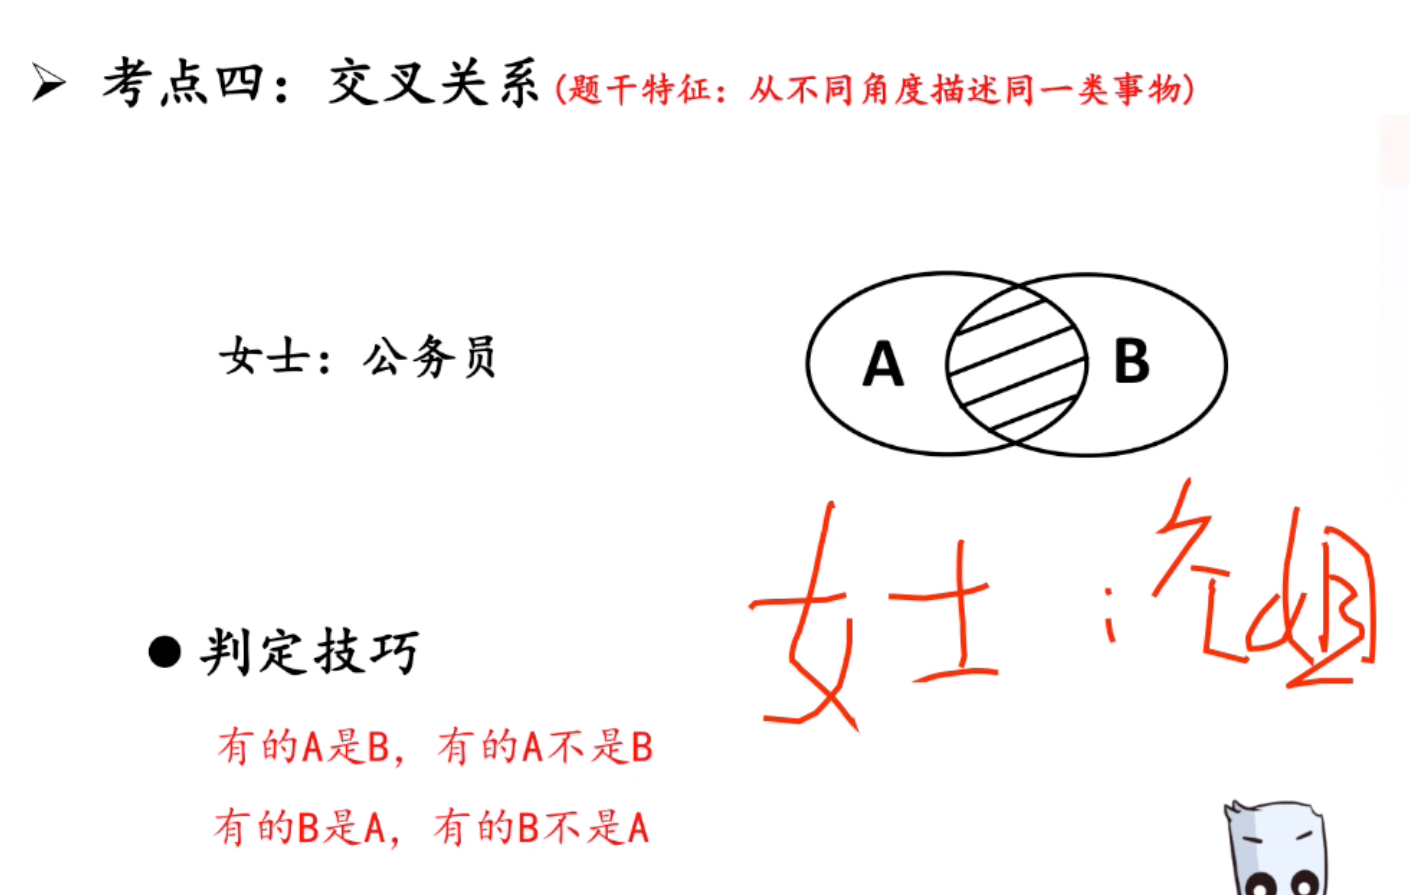 考点四：交叉关系(题干特征：从不同角度描述同一类事物)
女士：公务员
A B
女士：空姐
判定技巧
有的A是B，有的A不是B
有的B是A，有的B不是A